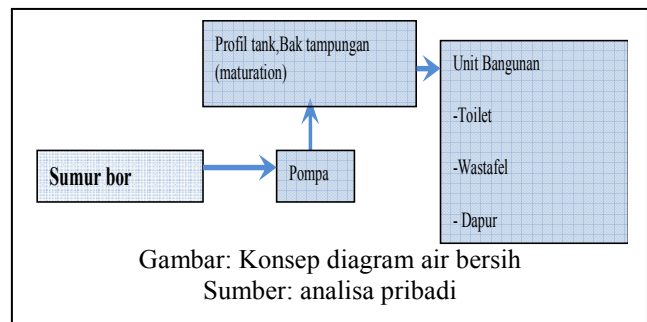 Profil tank,Bak tampungan
(maturation)
Unit Bangunan
-Toilet
-Wastafel
- Dapur
Sumur bor
Pompa
Gambar: Konsep diagram air bersih
Sumber: analisa pribadi